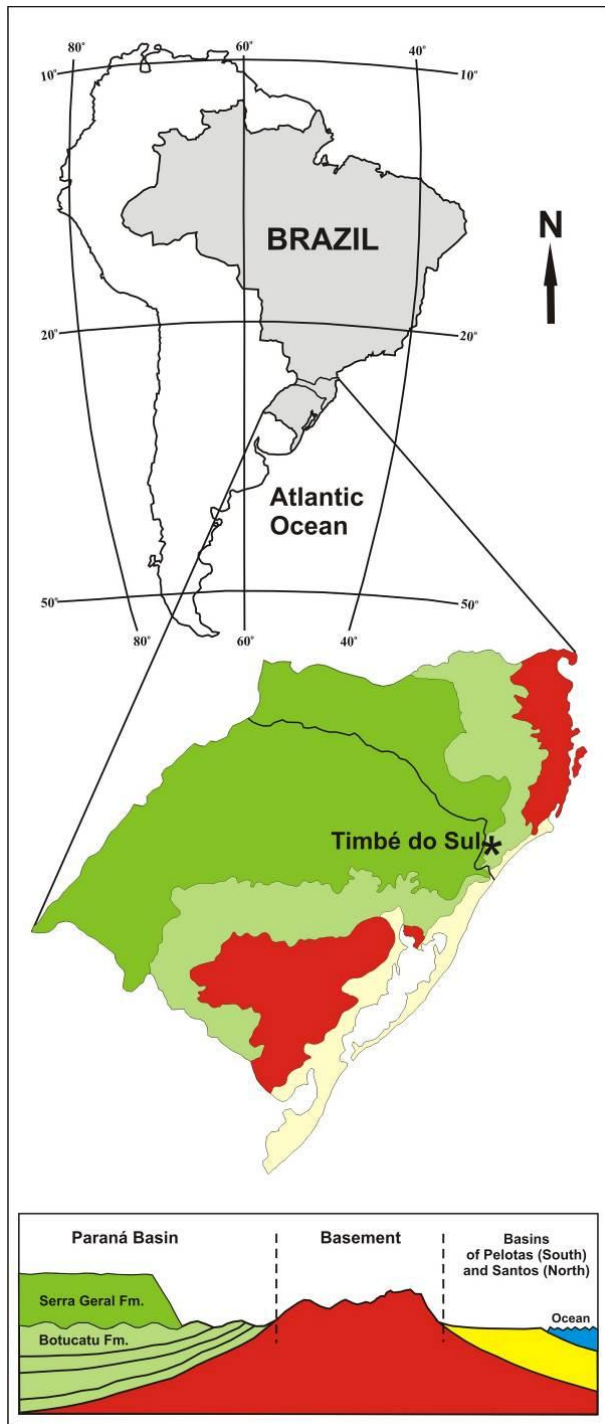 80°
60°
40°
10°
10°
BRAZIL
N
20°
20°
Atlantic
Ocean
50°
50°
80°
60°
40°
Timbé do Sul*
Paraná Basin
Basement
Basins
of Pelotas (South)
and Santos (North)
Serra Geral Fm.
Ocean
Botucatu Fm.